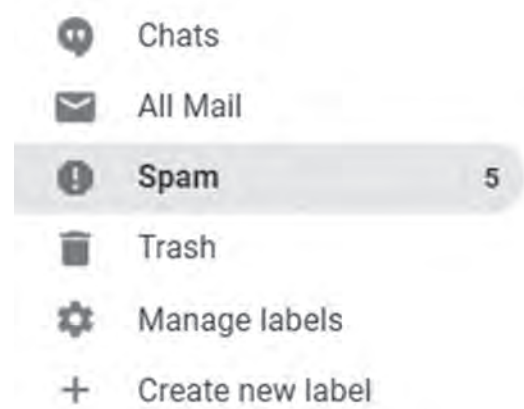 Chats
All Mail
Spam 5
Trash
Manage labels
Create new label